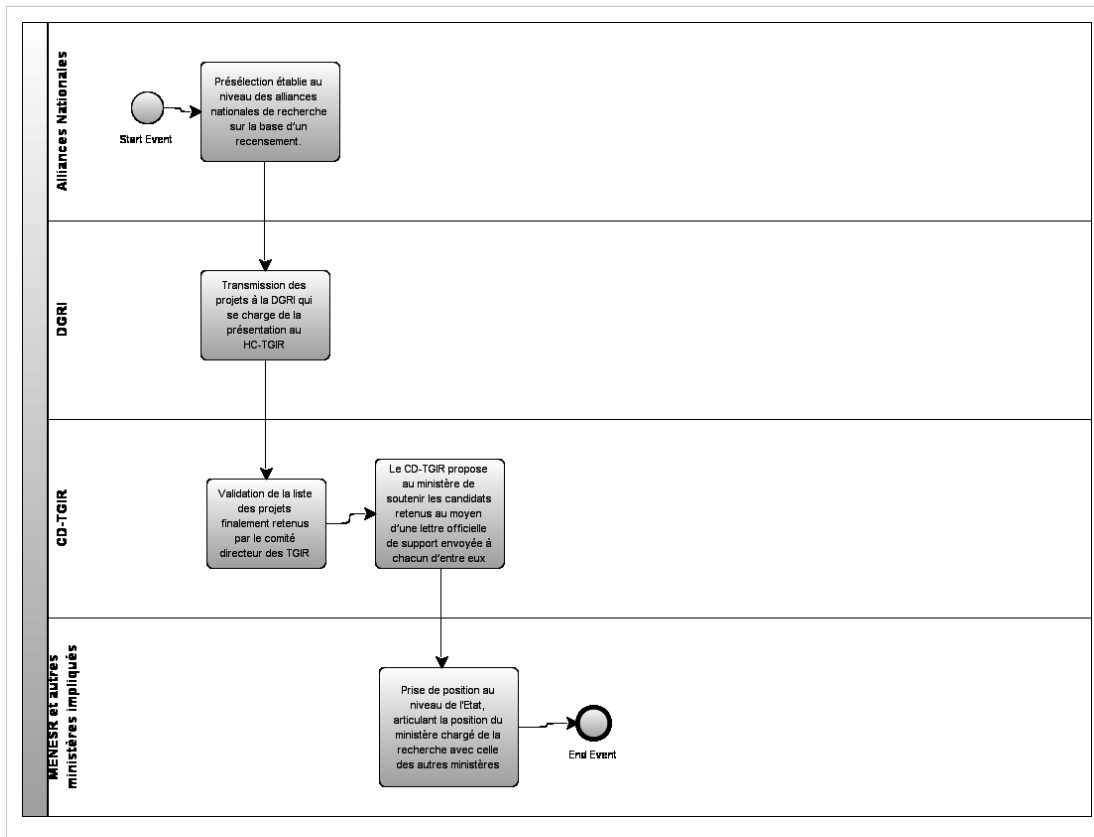 Alliances Nationales
Start Event
Présélection établie au
niveau des alliances
nationales de recherche
sur la base d'un
recensement.
DGRI
Transmission des
projets à la DGRI qui
se charge de la
présentation au
HC-TGIR
CD-TGIR
Validation de la liste
des projets
finalement retenus
par le comité
directeur des TGIR
Le CD-TGIR propose
au ministère de
soutenir les candidats
retenus au moyen
d'une lettre officielle
de support envoyée à
chacun d'entre eux
MENESR et autres
ministères impliqués
Prise de position au
niveau de l'Etat,
articulant la position du
ministère chargé de la
recherche avec celle
des autres ministères
End Event